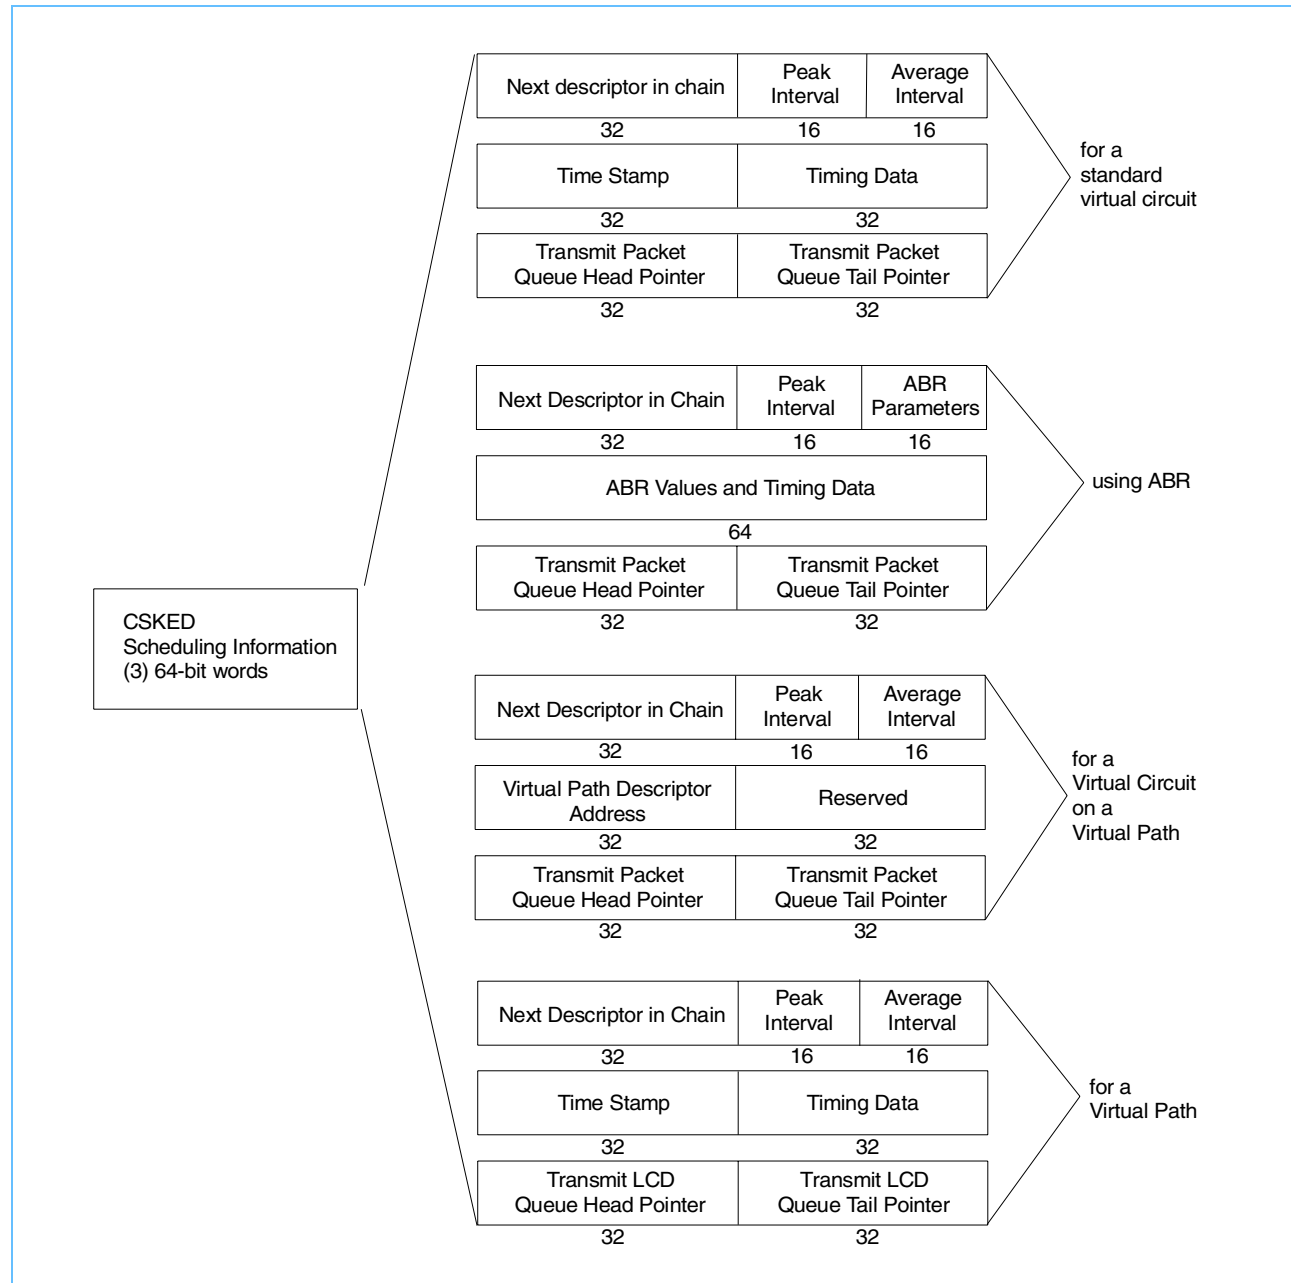 Next descriptor in chain
Peak
Interval
Average
Interval
32
16
16
Time Stamp
Timing Data
32
32
Transmit Packet
Queue Head Pointer
Transmit Packet
Queue Tail Pointer
32
32
for a
standard
virtual circuit
Next Descriptor in Chain
Peak
Interval
ABR
Parameters
32
16
16
ABR Values and Timing Data
64
Transmit Packet
Queue Head Pointer
Transmit Packet
Queue Tail Pointer
32
32
using ABR
CSKED
Scheduling Information
(3) 64-bit words
Next Descriptor in Chain
Peak
Interval
Average
Interval
32
16
16
Virtual Path Descriptor
Address
Reserved
32
32
Transmit Packet
Queue Head Pointer
Transmit Packet
Queue Tail Pointer
32
32
for a
Virtual Circuit
on a
Virtual Path
Next Descriptor in Chain
Peak
Interval
Average
Interval
32
16
16
Time Stamp
Timing Data
32
32
Transmit LCD
Queue Head Pointer
Transmit LCD
Queue Tail Pointer
32
32
for a
Virtual Path